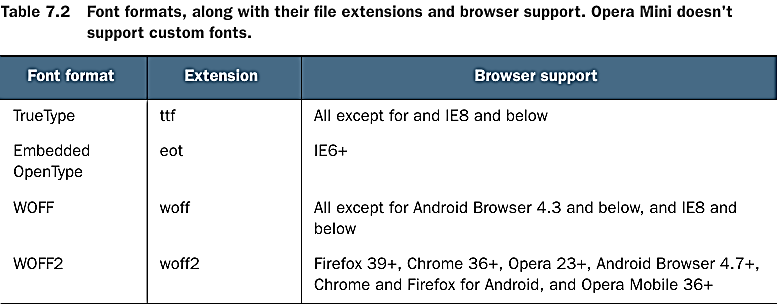 Table 7.2 Font formats, along with their file extensions and browser support. Opera Mini doesn't
support custom fonts.
Font format Extension Browser support
TrueType ttf All except for and IE8 and below
Embedded eot IE6+
OpenType
WOFF woff All except for Android Browser 4.3 and below, and IE8 and
below
WOFF2 woff2 Firefox 39+, Chrome 36+, Opera 23+, Android Browser 4.7+,
Chrome and Firefox for Android, and Opera Mobile 36+